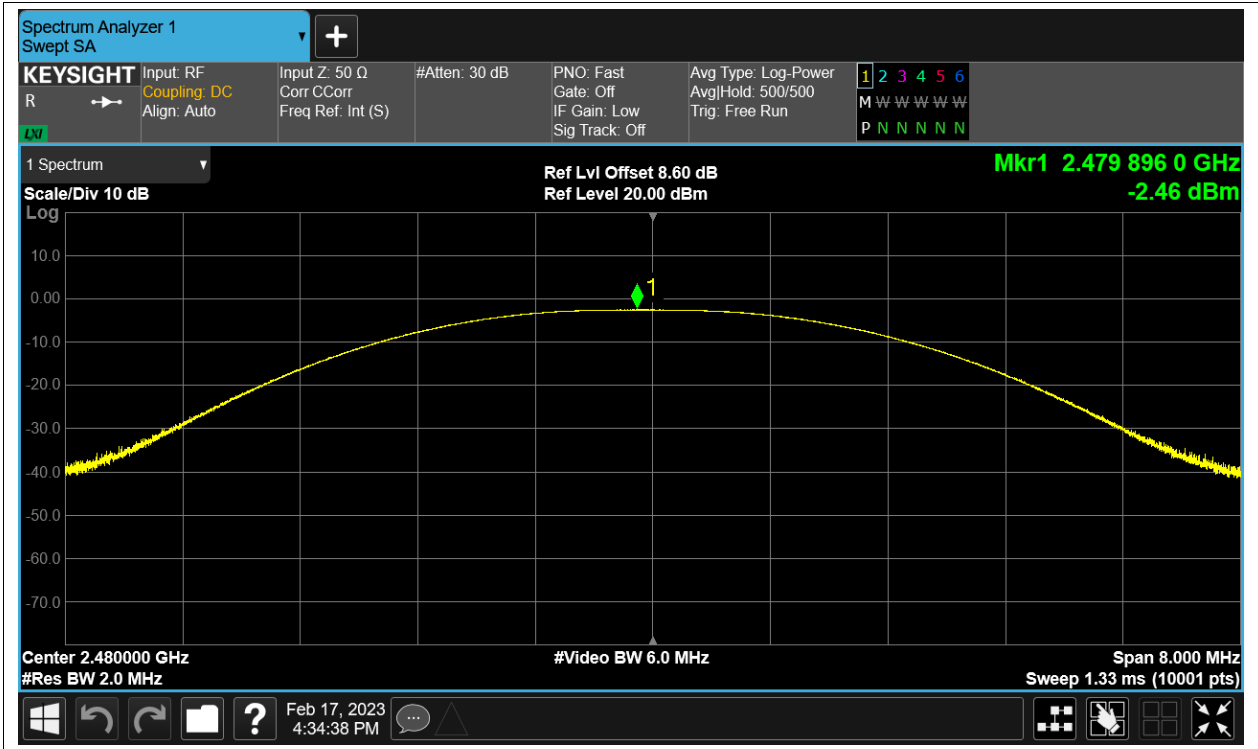 Spectrum Analyzer 1
Swept SA
KEYSIGHT
R
LXI
Input: RF
Coupling: DC
Align: Auto
Input Z: 50 Ω
Corr CCorr
Freq Ref: Int (S)
#Atten: 30 dB
PNO: Fast
Gate: Off
IF Gain: Low
Sig Track: Off
Avg Type: Log-Power
Avg|Hold: 500/500
Trig: Free Run
1 2 3 4 5 6
M W W W W W
P N N N N N
1 Spectrum
Scale/Div 10 dB
Log
Ref Lvl Offset 8.60 dB
Ref Level 20.00 dBm
Mkr1 2.479 896 0 GHz
-2.46 dBm
1
10.0
0.00
-10.0
-20.0
-30.0
-40.0
-50.0
-60.0
-70.0
Center 2.480000 GHz
#Res BW 2.0 MHz
#Video BW 6.0 MHz
Span 8.000 MHz
Sweep 1.33 ms (10001 pts)
?
Feb 17, 2023
4:34:38 PM